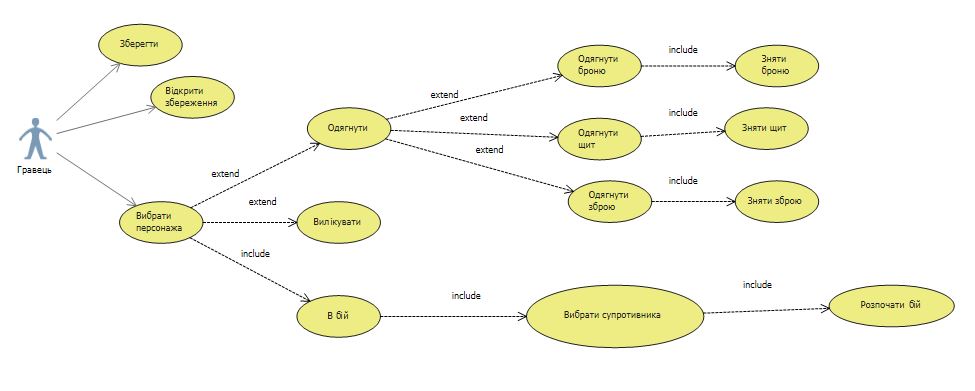 Зберегти
Відкрити
збереження
Гравець
Вибрати
персонажа
extend
extend
include
Одягнути
Вилікувати
В бій
extend
extend
extend
Одягнути
броню
include
Зняти
броню
Одягнути
щит
include
Зняти щит
Одягнути
зброю
include
Зняти зброю
include
Вибрати супротивника
include
Розпочати бій